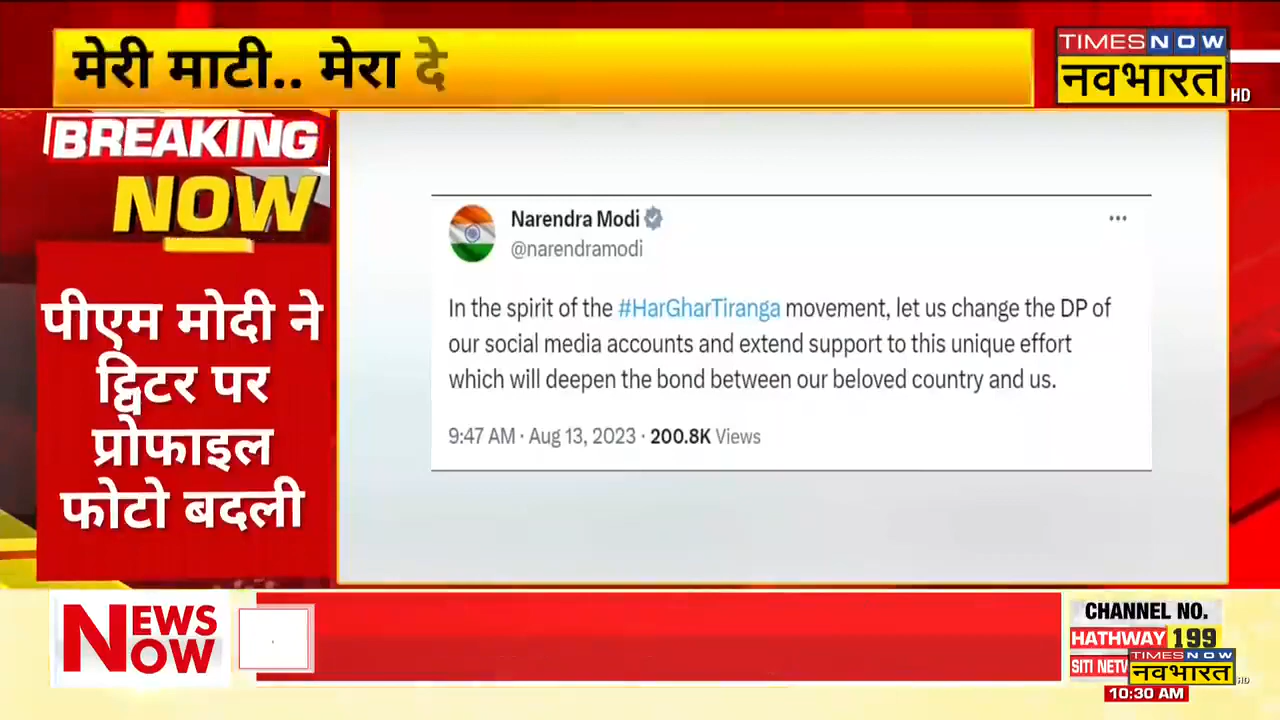 मेरी माटी.. मेरा दे
TIMES NOW
नवभारत
HD
BREAKING
NOW
पीएम मोदी ने
ट्विटर पर
प्रोफाइल
फोटो बदली
Narendra Modi
@narendramodi
In the spirit of the #HarGharTiranga movement, let us change the DP of
our social media accounts and extend support to this unique effort
which will deepen the bond between our beloved country and us.
9:47 AM · Aug 13, 2023 · 200.8K Views
NEWS
NOW
CHANNEL NO.
HATHWAY 199
SITI
TIMES NOW
नवभारत
HD
10:30 AM